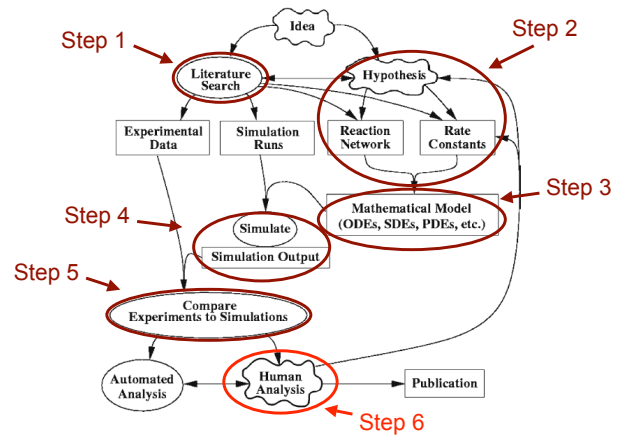 Idea
Step 1
Step 2
Literature
Search
Hypothesis
Experimental
Data
Simulation
Runs
Reaction
Network
Rate
Constants
Step 3
Mathematical Model
(ODEs, SDEs, PDEs, etc.)
Step 4
Simulate
Simulation Output
Step 5
Compare
Experiments to Simulations
Automated
Analysis
Human
Analysis
Publication
Step 6